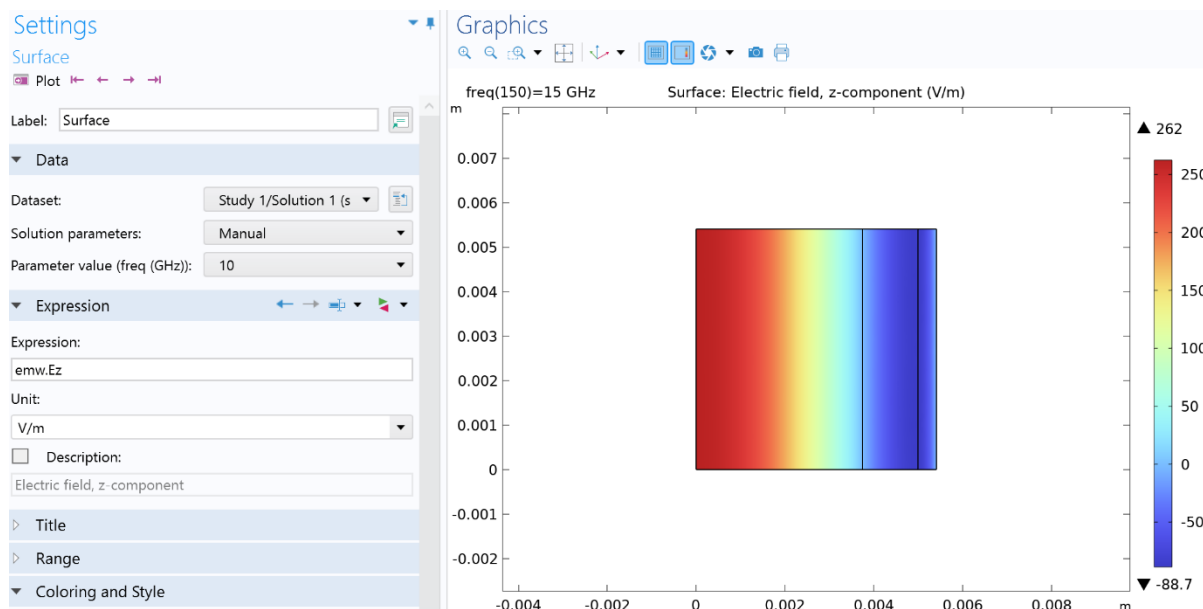 Settings
Surface
Plot
Label: Surface
Data
Dataset: Study 1/Solution 1 (s
Solution parameters: Manual
Parameter value (freq (GHz)): 10
Expression
Expression:
emw.Ez
Unit:
V/m
Description:
Electric field, z-component
Title
Range
Coloring and Style
Graphics
freq(150)=15 GHz Surface: Electric field, z-component (V/m)
m
0.007
0.006
0.005
0.004
0.003
0.002
0.001
0
-0.001
-0.002
-0.004 -0.002 0 0.002 0.004 0.006 0.008 m
262
250
200
150
100
50
0
-50
-88.7